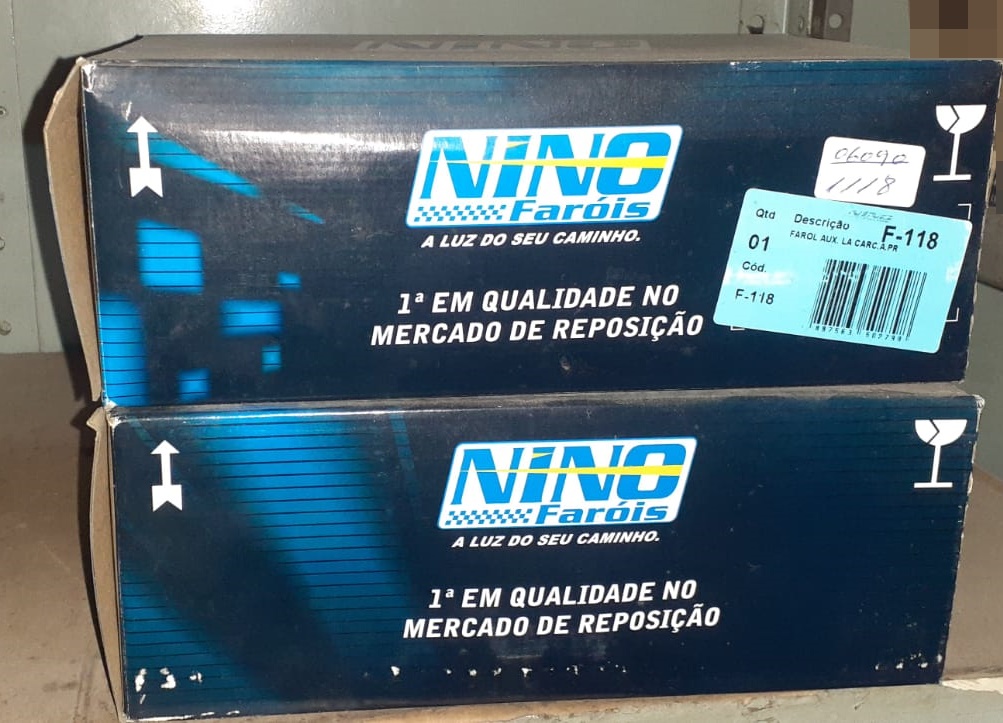 NINO
Faróis
A LUZ DO SEU CAMINHO.
1ª EM QUALIDADE NO
MERCADO DE REPOSIÇÃO
1118
Qtd Descrição F-118
01 FAROL AUX. LA CARC.A.PR
Cód.
F-118
NINO
Faróis
A LUZ DO SEU CAMINHO.
1ª EM QUALIDADE NO
MERCADO DE REPOSIÇÃO